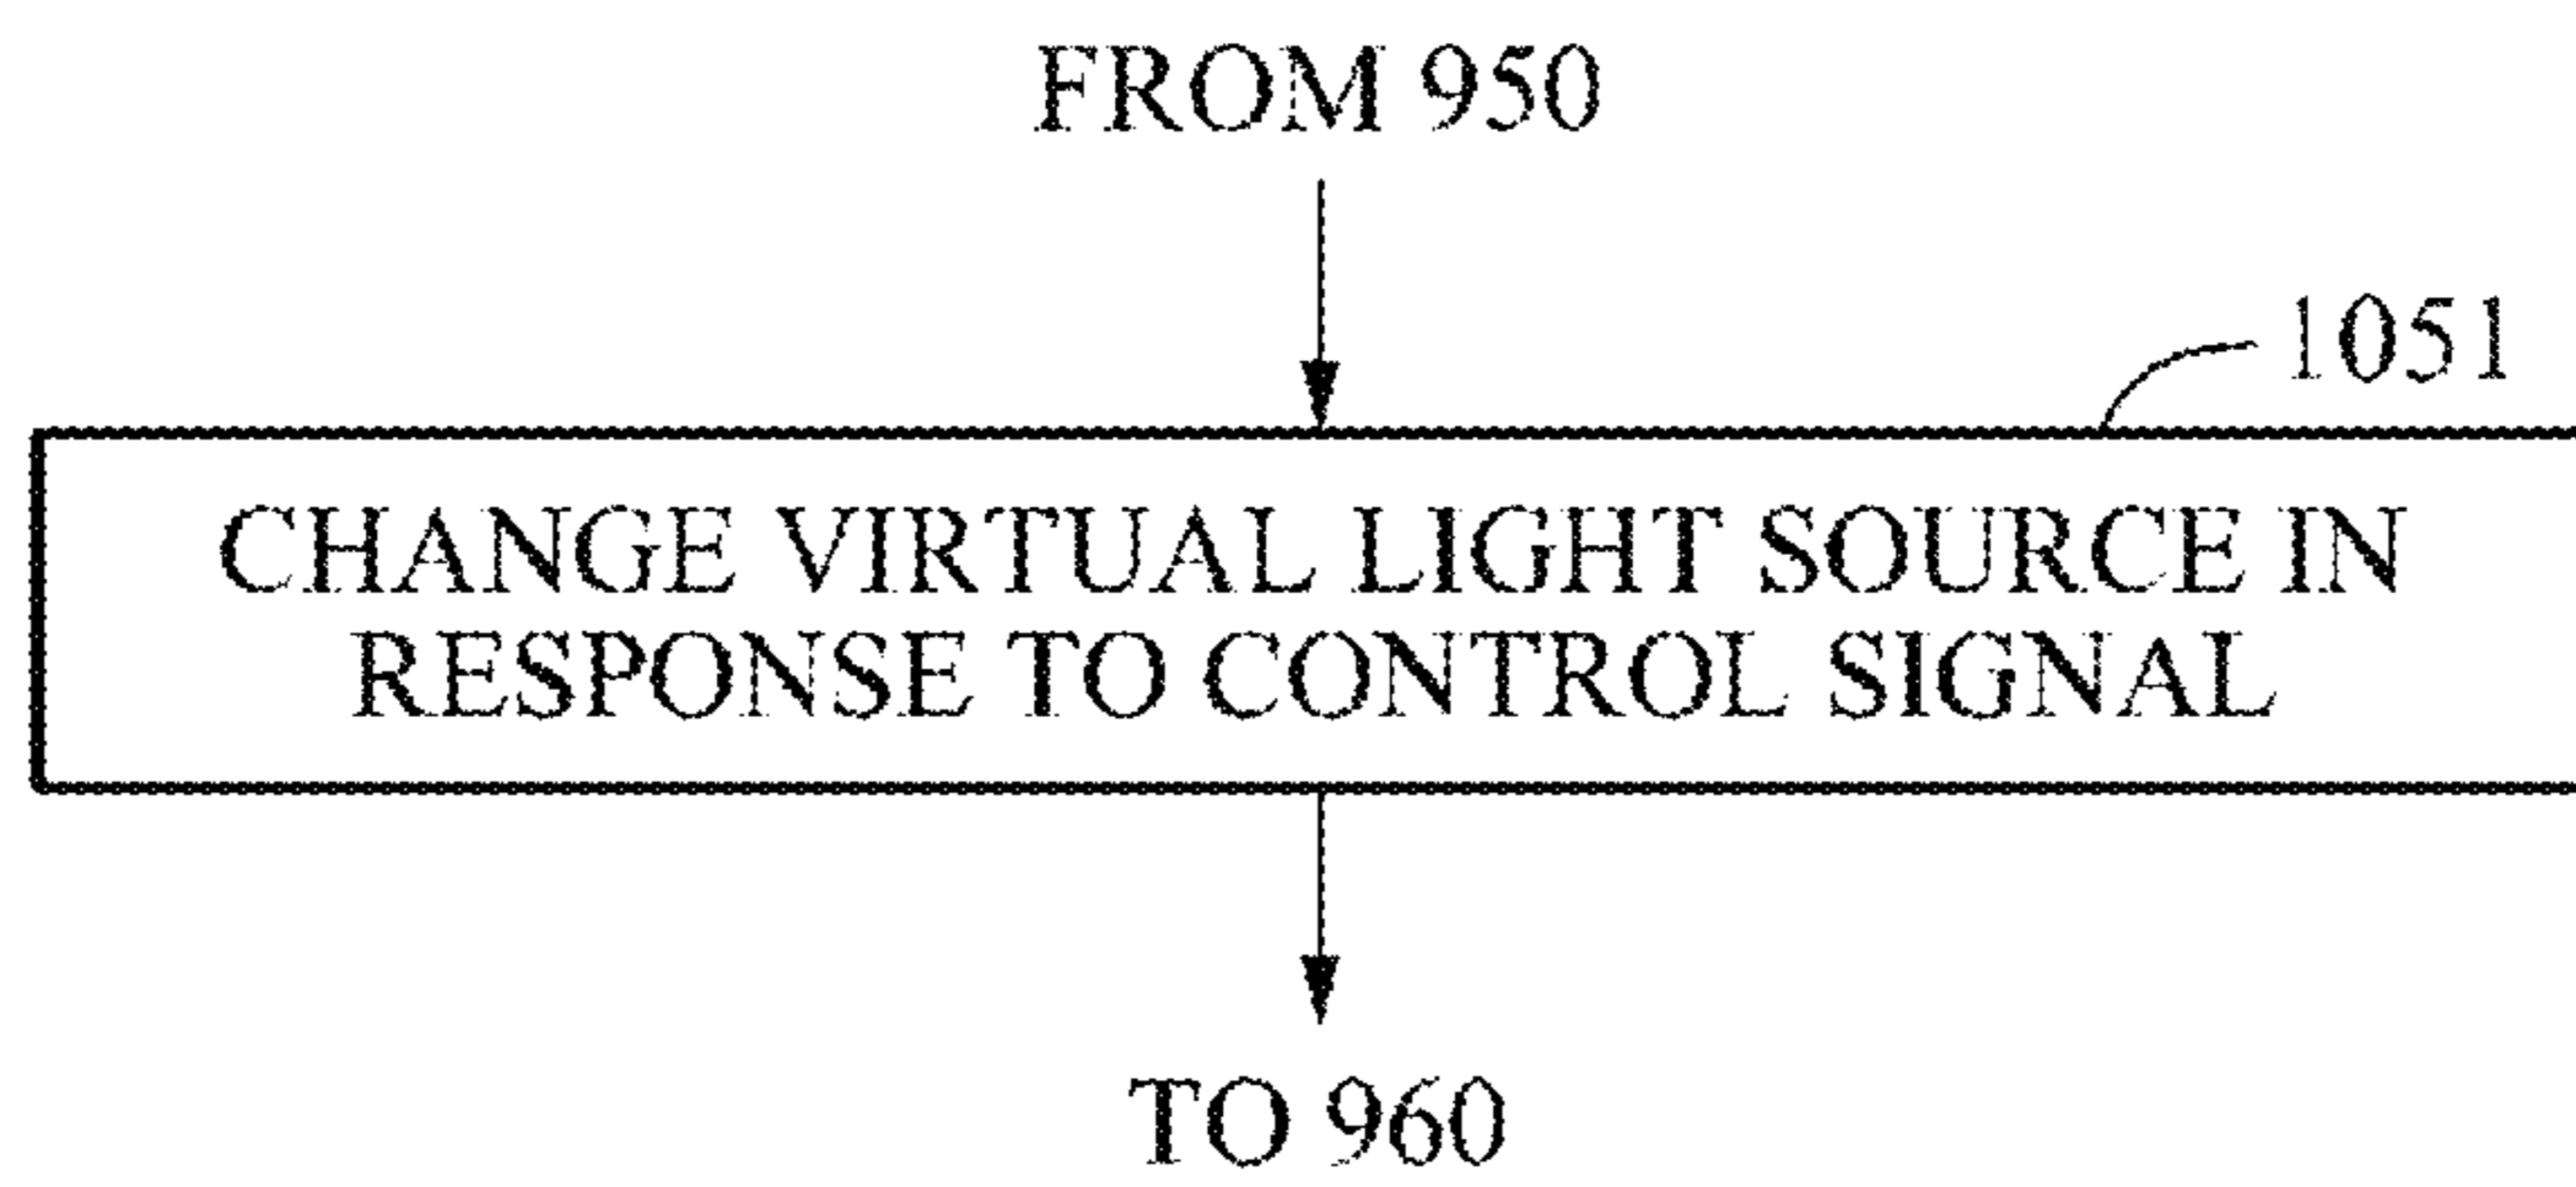 FROM 950
1051
CHANGE VIRTUAL LIGHT SOURCE IN
RESPONSE TO CONTROL SIGNAL
TO 960